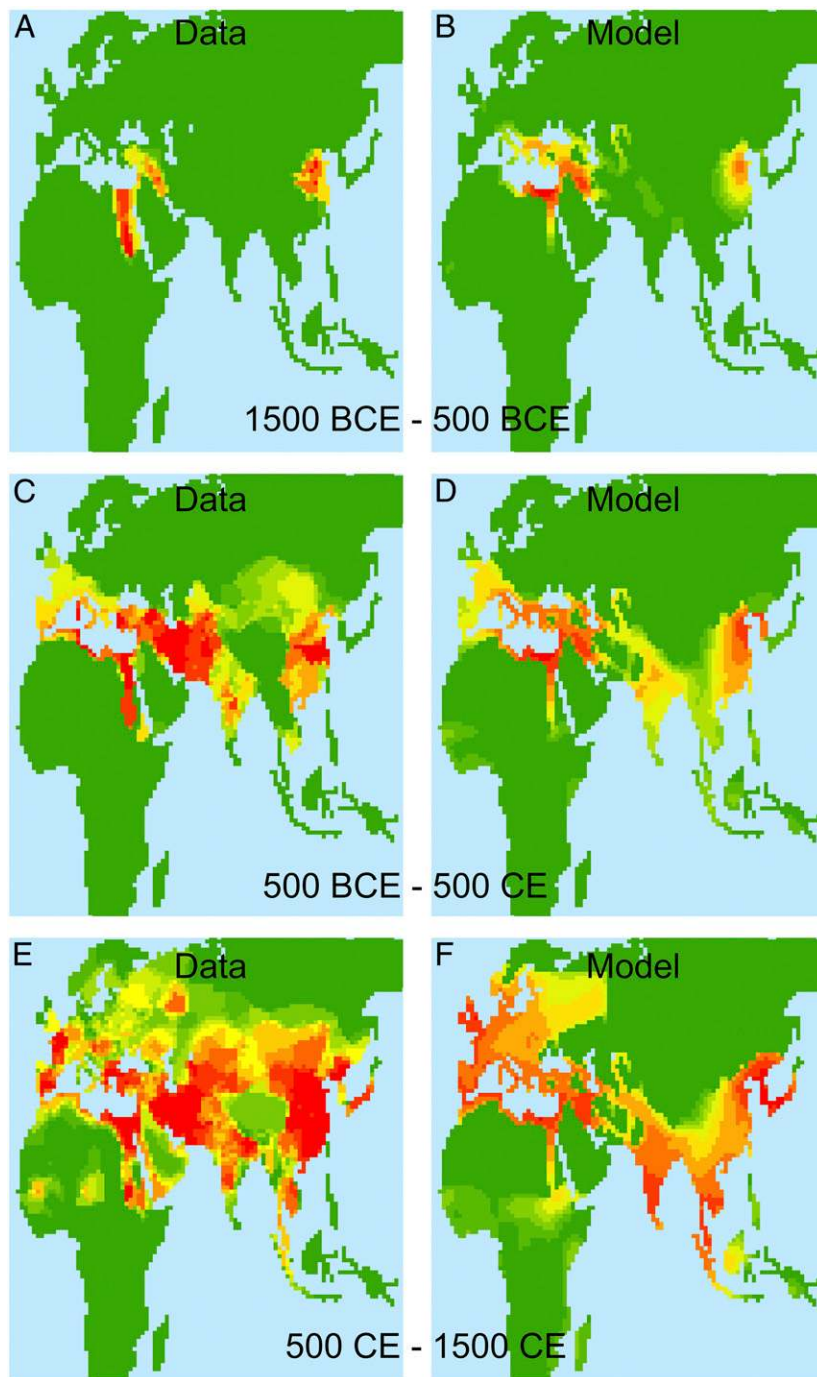 A Data
B Model
1500 BCE - 500 BCE
C Data
D Model
500 BCE - 500 CE
E Data
F Model
500 CE - 1500 CE